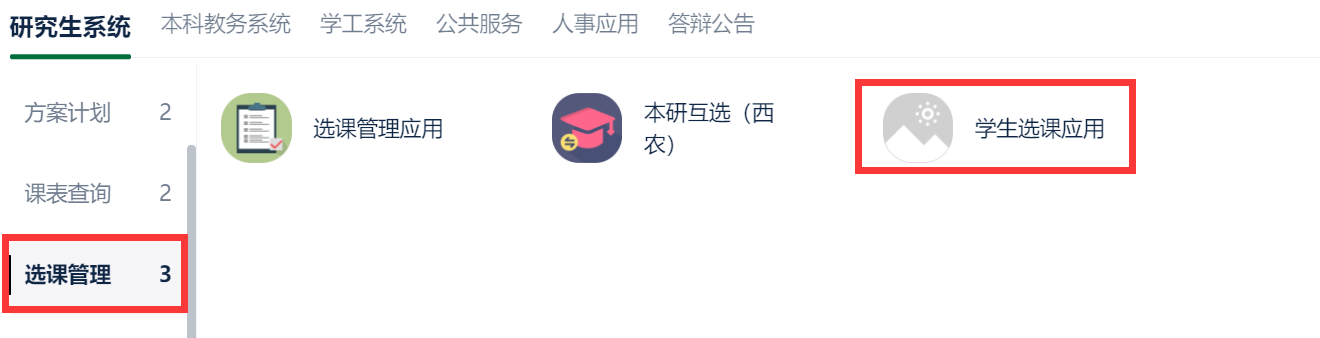 研究生系统 本科教务系统 学工系统 公共服务 人事应用 答辩公告
方案计划 2
课表查询 2
选课管理 3
选课管理应用
本研互选（西
农）
学生选课应用